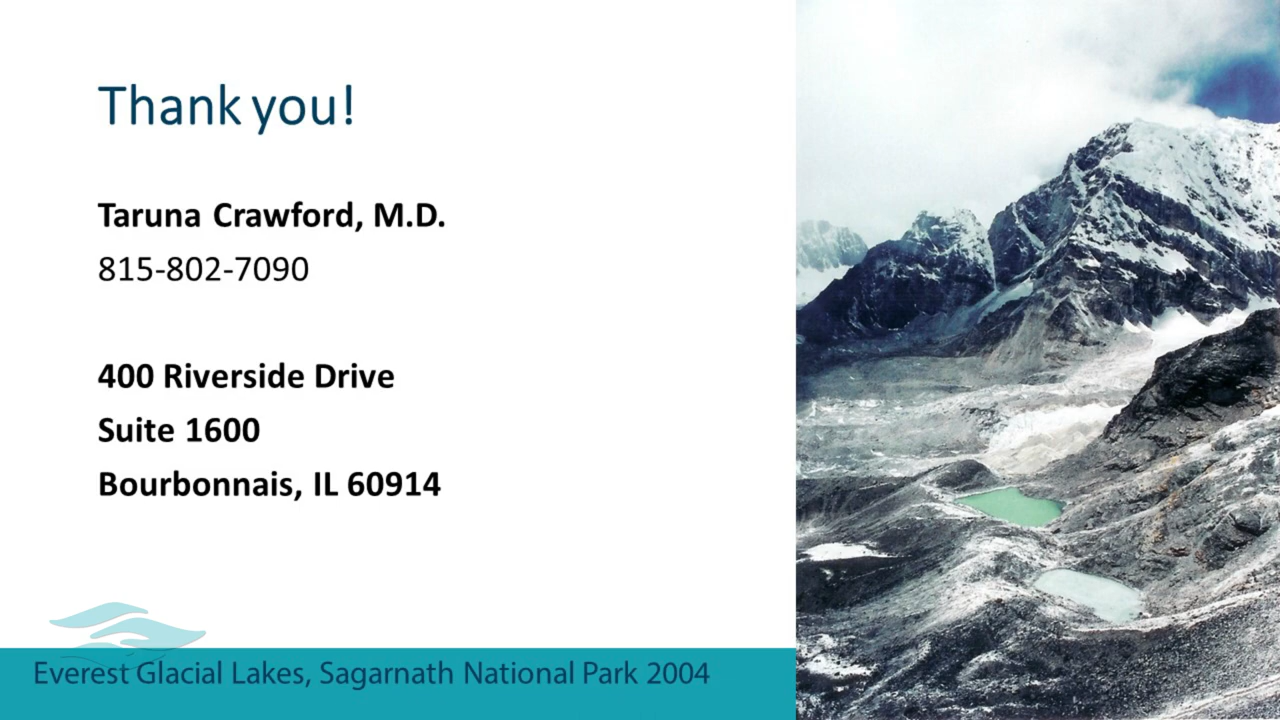 Thank you!
Taruna Crawford, M.D.
815-802-7090
400 Riverside Drive
Suite 1600
Bourbonnais, IL 60914
Everest Glacial Lakes, Sagarnath National Park 2004